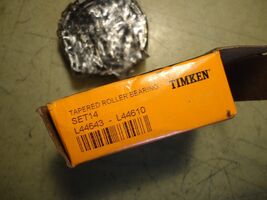 TAPERED ROLLER BEARING TIMKEN
SET14
L44643 - L44610